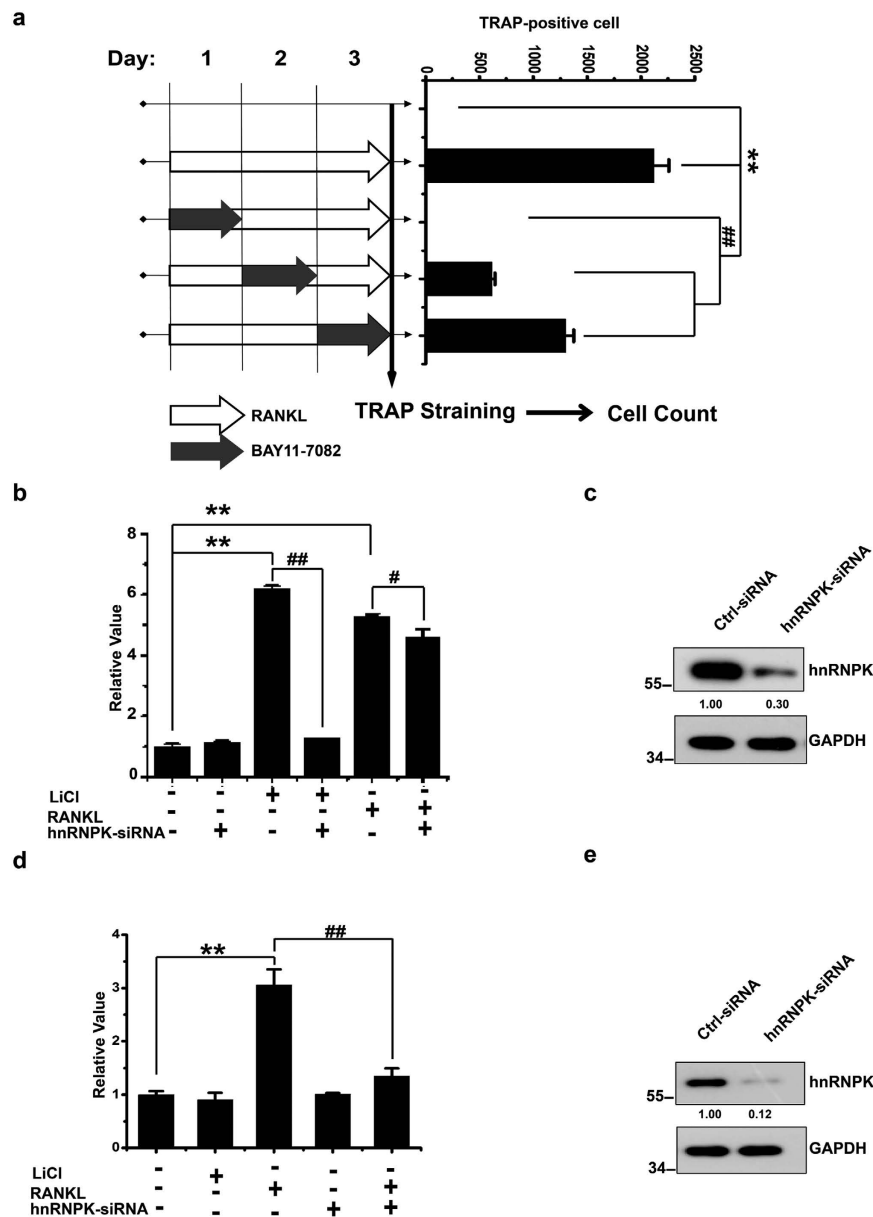 a
TRAP-positive cell
Day: 1 2 3
0 500 1000 1500 2000 2500
**
##
RANKL
BAY11-7082
TRAP Straining
Cell Count
b
Relative Value
8
6
4
2
0
**
**
##
#
LiCl - - + + - -
RANKL - - - - + +
hnRNPK-siRNA - + - + - +
c
Ctrl-siRNA
hnRNPK-siRNA
55
hnRNPK
1.00 0.30
34
GAPDH
d
Relative Value
4
3
2
1
0
**
##
LiCl - + - - -
RANKL - - + - +
hnRNPK-siRNA - - - + +
e
Ctrl-siRNA
hnRNPK-siRNA
55
hnRNPK
1.00 0.12
34
GAPDH